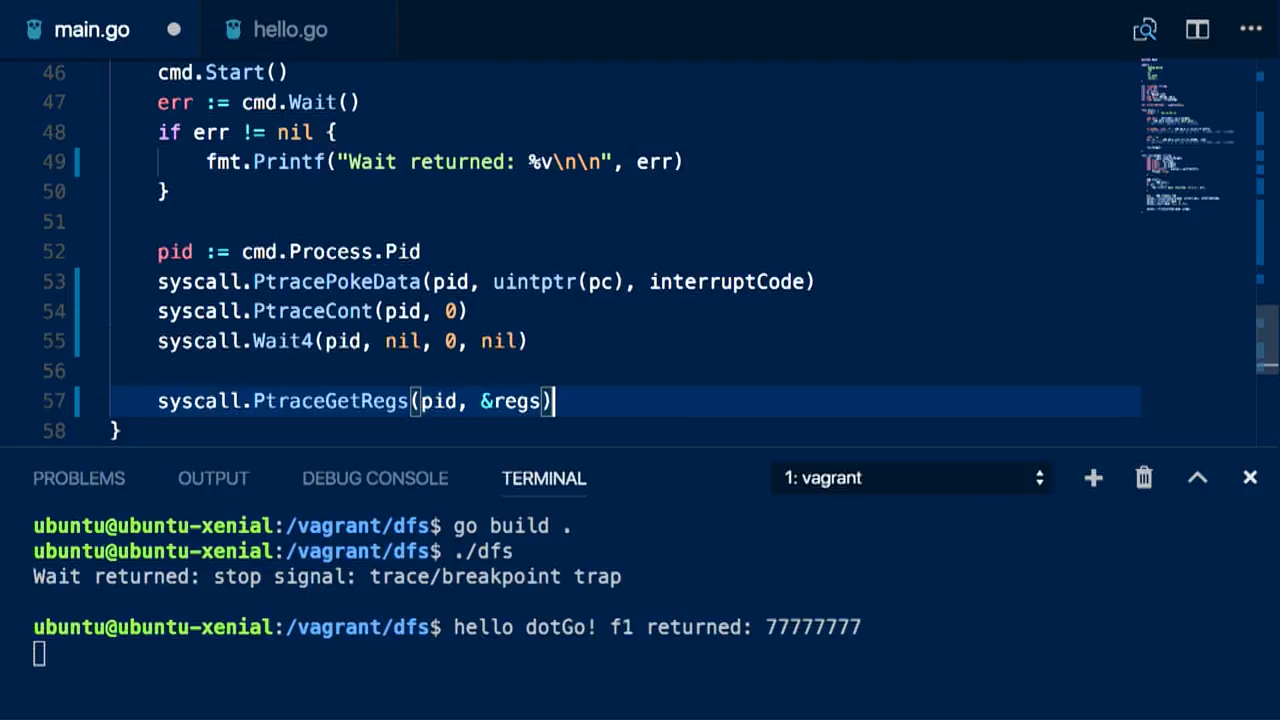 main.go hello.go
46 cmd.Start()
47 err := cmd.Wait()
48 if err != nil {
49 fmt.Printf("Wait returned: %v\n\n", err)
50 }
51
52 pid := cmd.Process.Pid
53 syscall.PtracePokeData(pid, uintptr(pc), interruptCode)
54 syscall.PtraceCont(pid, 0)
55 syscall.Wait4(pid, nil, 0, nil)
56
57 syscall.PtraceGetRegs(pid, &regs)
58 }
PROBLEMS OUTPUT DEBUG CONSOLE TERMINAL 1: vagrant
ubuntu@ubuntu-xenial:/vagrant/dfs$ go build .
ubuntu@ubuntu-xenial:/vagrant/dfs$ ./dfs
Wait returned: stop signal: trace/breakpoint trap
ubuntu@ubuntu-xenial:/vagrant/dfs$ hello dotGo! f1 returned: 77777777